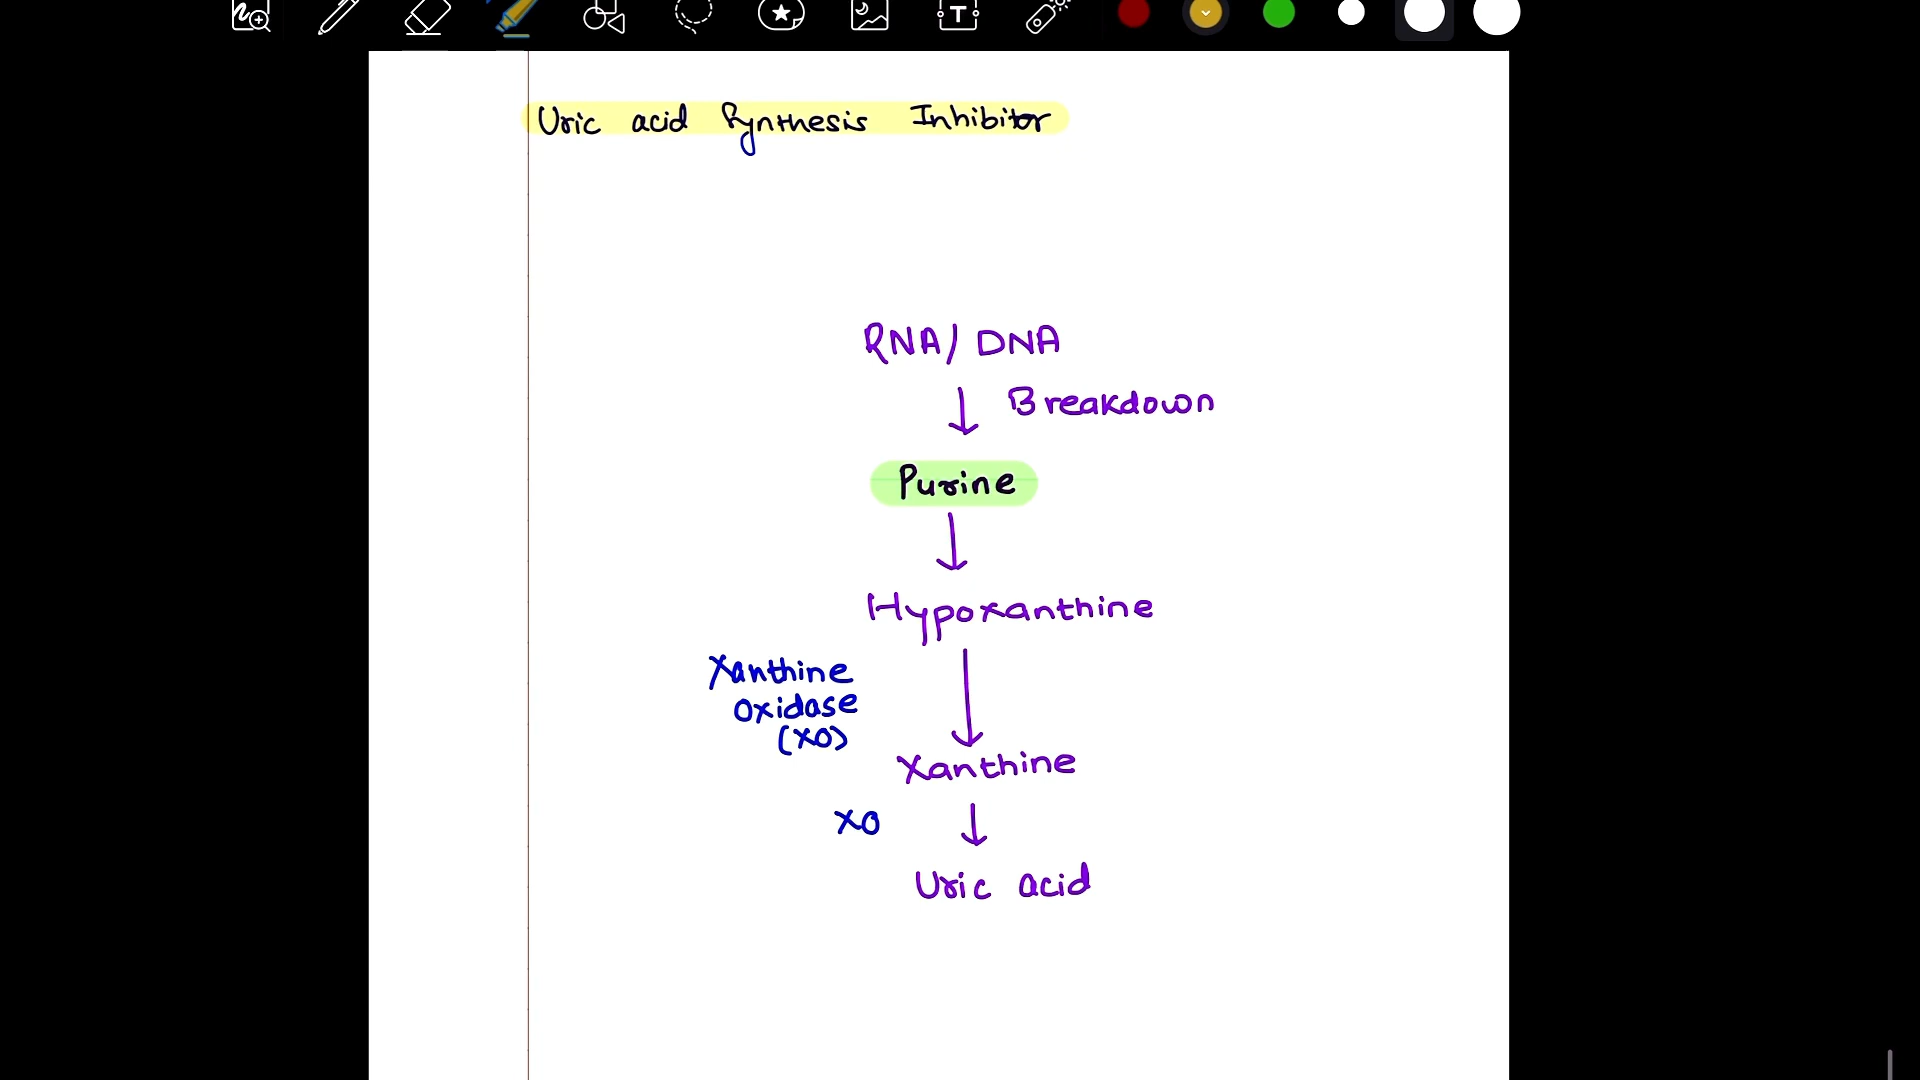 Uric acid Synthesis Inhibitor
RNA/ DNA
Breakdown
Purine
Hypoxanthine
Xanthine
oxidase
(XO)
Xanthine
XO
Uric acid